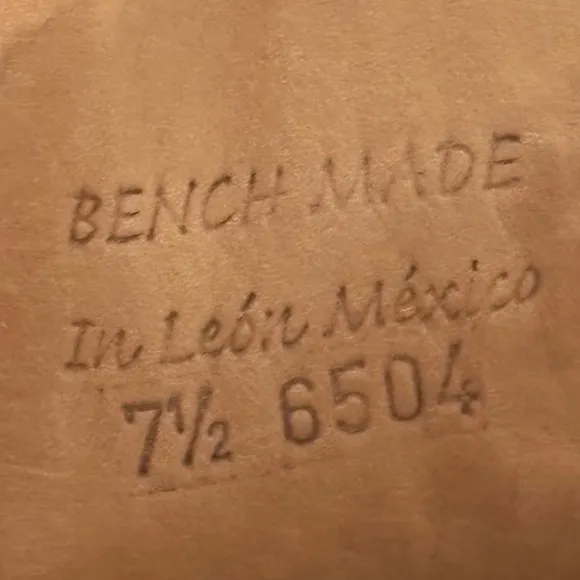 BENCH MADE
In León México
7½ 6504